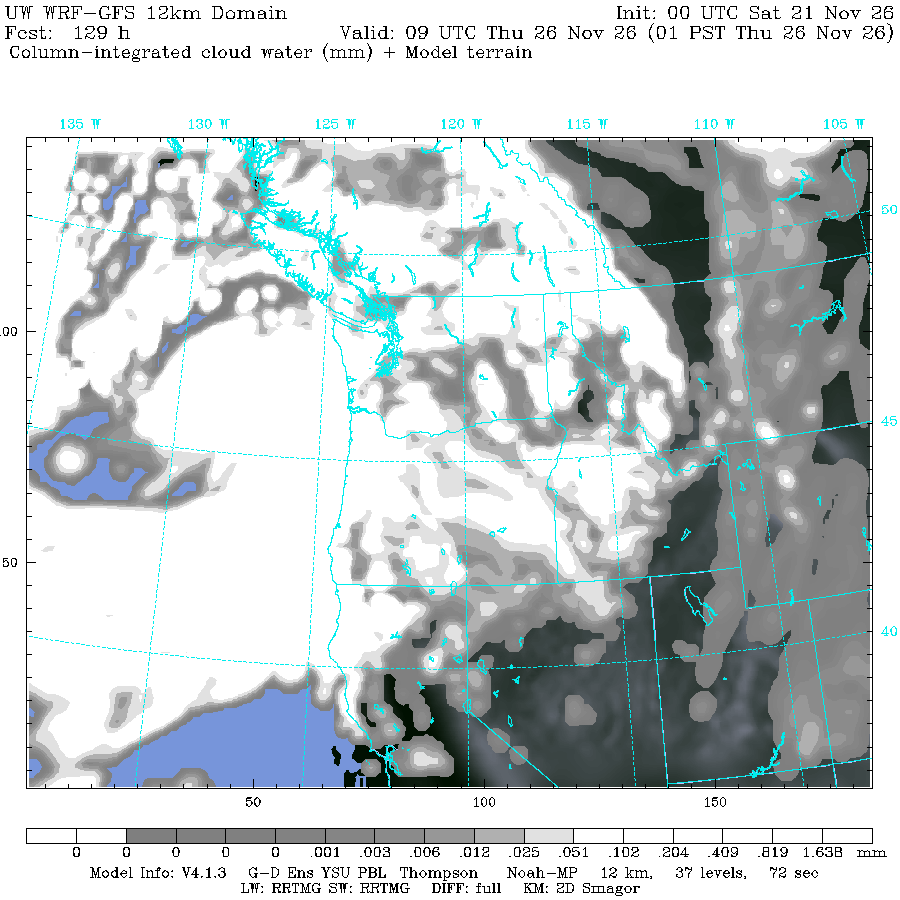 UW WRF-GFS 12km Domain Init: 00 UTC Sat 21 Nov 26
Fcst: 129 h Valid: 09 UTC Thu 26 Nov 26 (01 PST Thu 26 Nov 26)
Column-integrated cloud water (mm) + Model terrain
135 W 130 W 125 W 120 W 115 W 110 W 105 W
50
00
45
50
40
50 100 150
0 0 0 0 .001 .003 .006 .012 .025 .051 .102 .204 .409 .819 1.638 mm
Model Info: V4.1.3 G-D Ens YSU PBL Thompson Noah-MP 12 km, 37 levels, 72 sec
LW: RRTMG SW: RRTMG DIFF: full KM: 2D Smagor